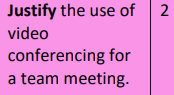 Justify the use of 2
video
conferencing for
a team meeting.